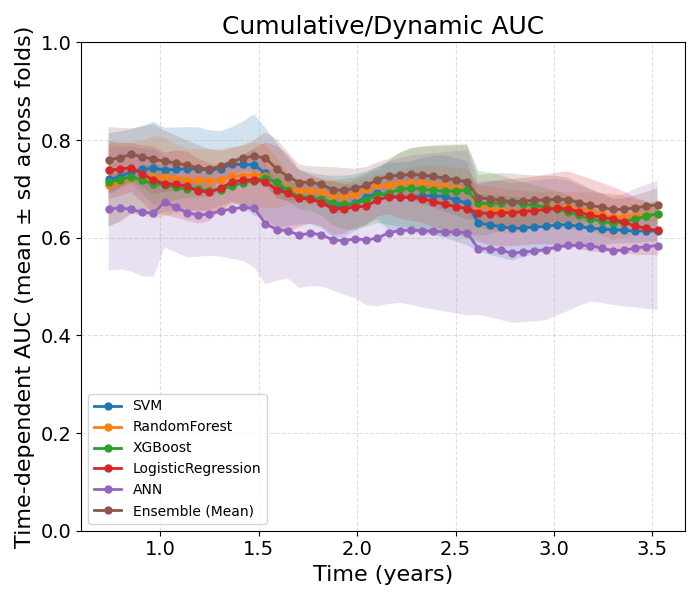 Cumulative/Dynamic AUC
Time-dependent AUC (mean ± sd across folds)
1.0
0.8
0.6
0.4
0.2
0.0
SVM
RandomForest
XGBoost
LogisticRegression
ANN
Ensemble (Mean)
1.0 1.5 2.0 2.5 3.0 3.5
Time (years)